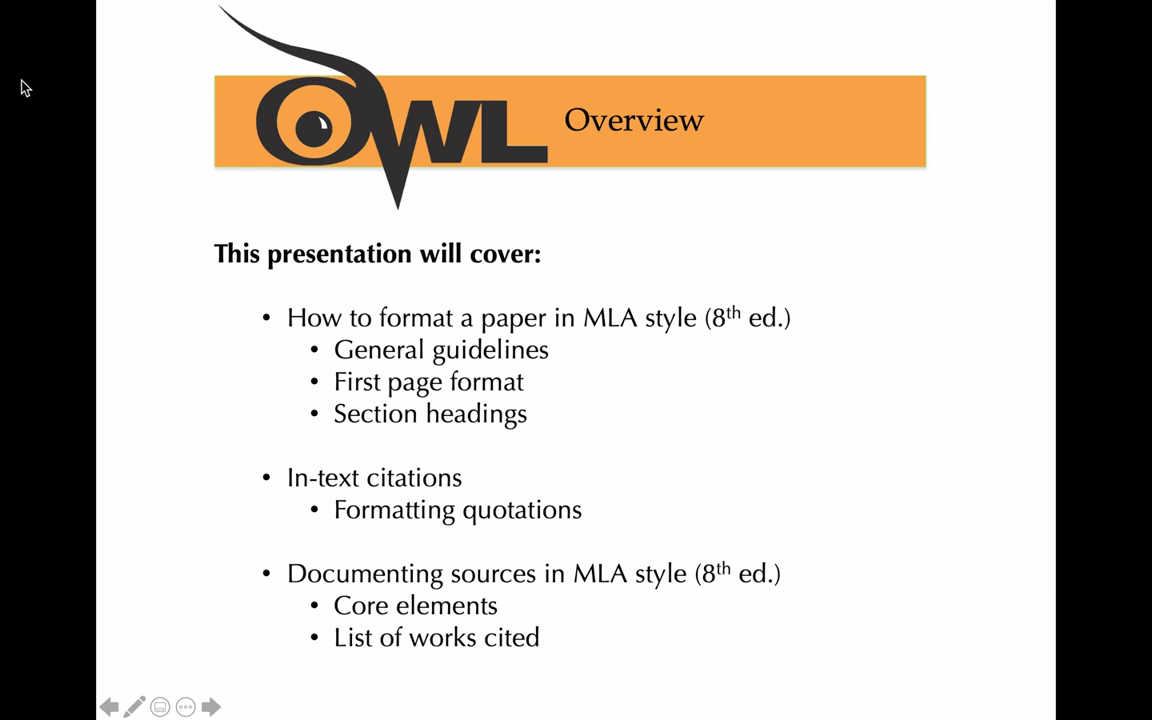 OWL Overview
This presentation will cover:
• How to format a paper in MLA style (8th ed.)
• General guidelines
• First page format
• Section headings
• In-text citations
• Formatting quotations
• Documenting sources in MLA style (8th ed.)
• Core elements
• List of works cited